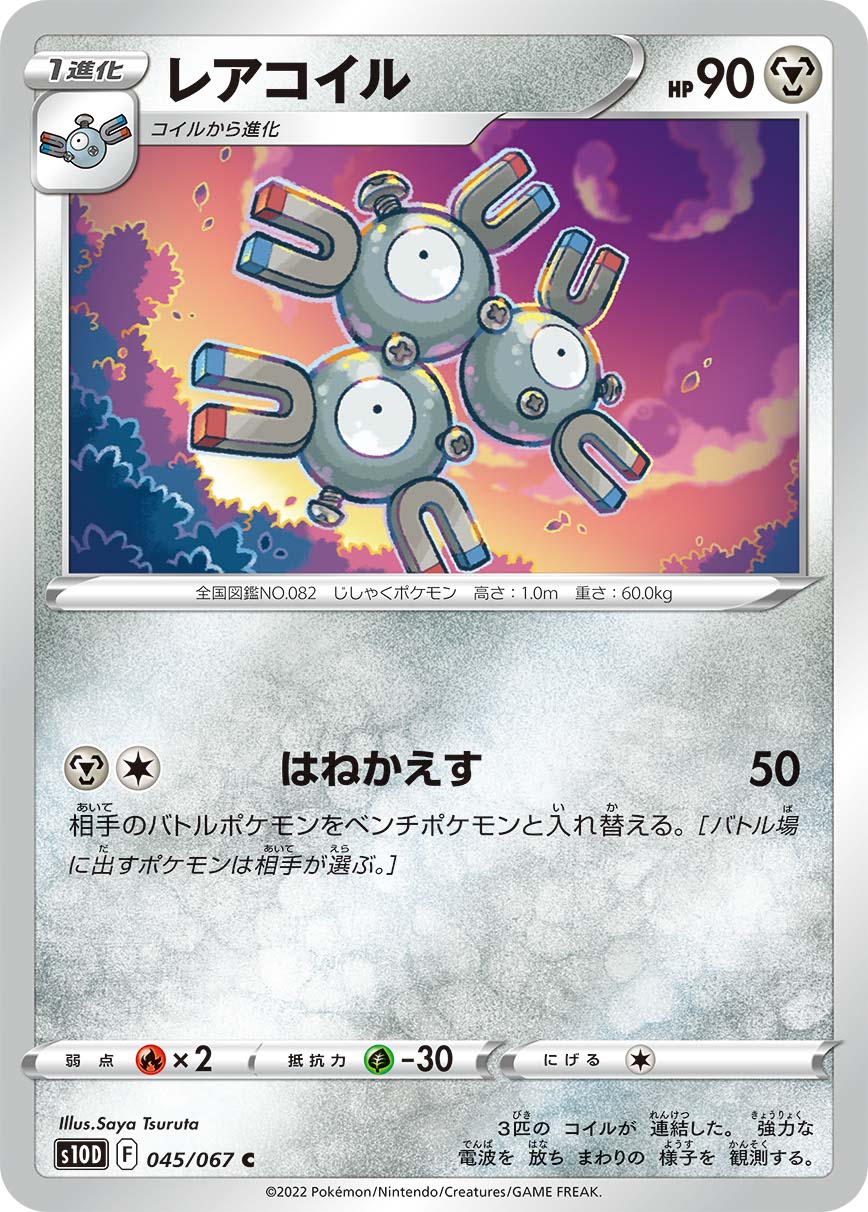 1進化
レアコイル
HP90
コイルから進化
全国図鑑NO.082 じしゃくポケモン 高さ:1.0m 重さ:60.0kg
はねかえす 50
相手のバトルポケモンをベンチポケモンと入れ替える。[バトル場
に出すポケモンは相手が選ぶ。]
弱点 ×2 抵抗力 -30 にげる
Illus.Saya Tsuruta
3匹の コイルが 連結した。 強力な
電波を 放ち まわりの 様子を 観測する。
s10D F 045/067 C
©2022 Pokémon/Nintendo/Creatures/GAME FREAK.